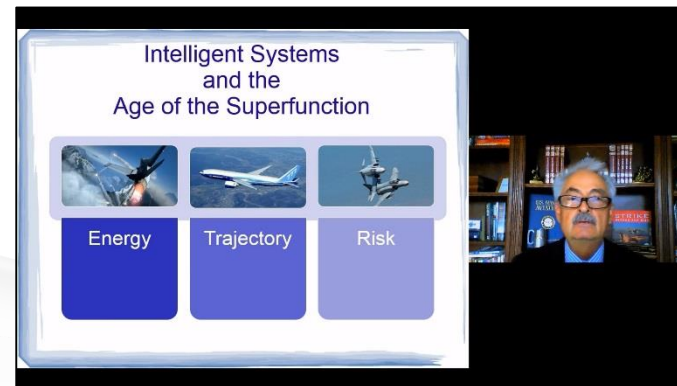 Intelligent Systems
and the
Age of the Superfunction
Energy
Trajectory
Risk
STRIKE